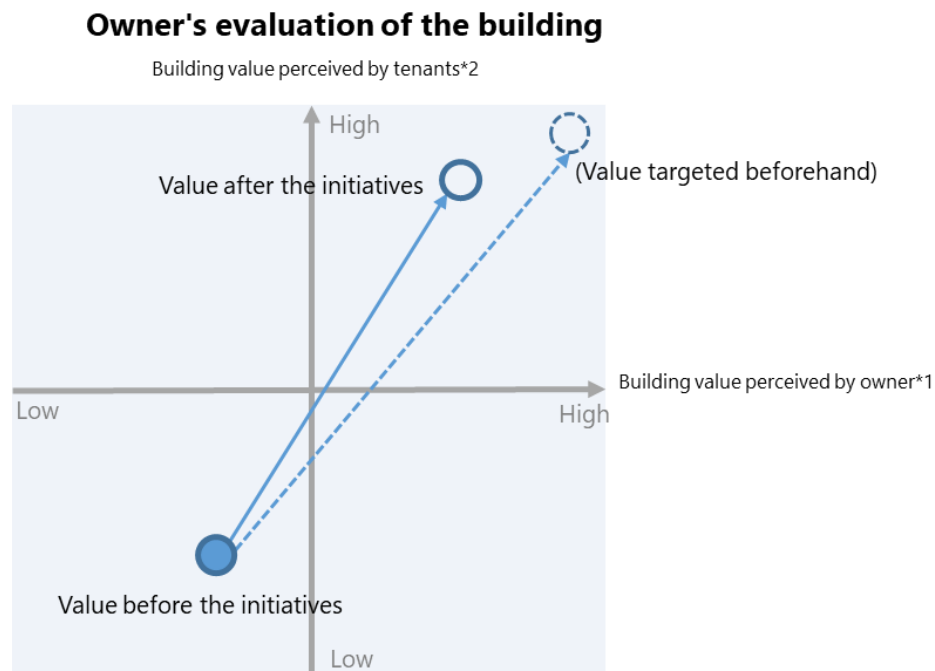 Owner's evaluation of the building
Building value perceived by tenants*2
High
Value after the initiatives
(Value targeted beforehand)
Building value perceived by owner*1
Low
High
Value before the initiatives
Low